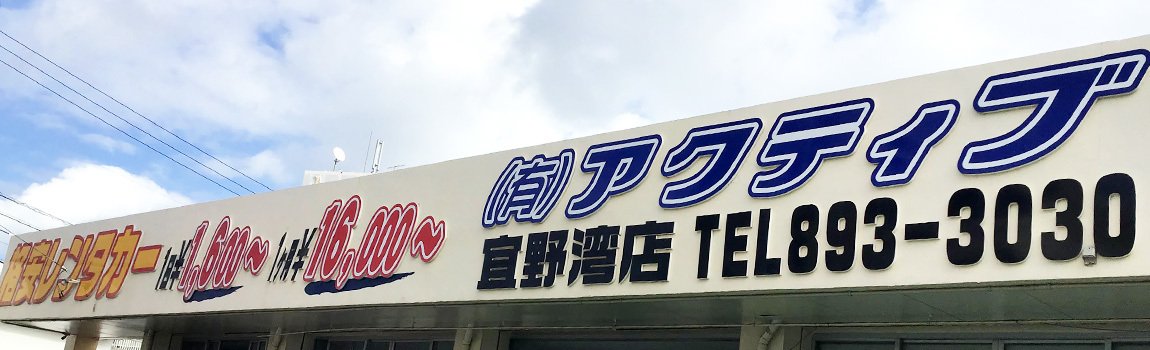 格安レンタカー 1日¥1,600~ 1ヶ月¥16,000~
(有)アクティブ
宜野湾店 TEL893-3030